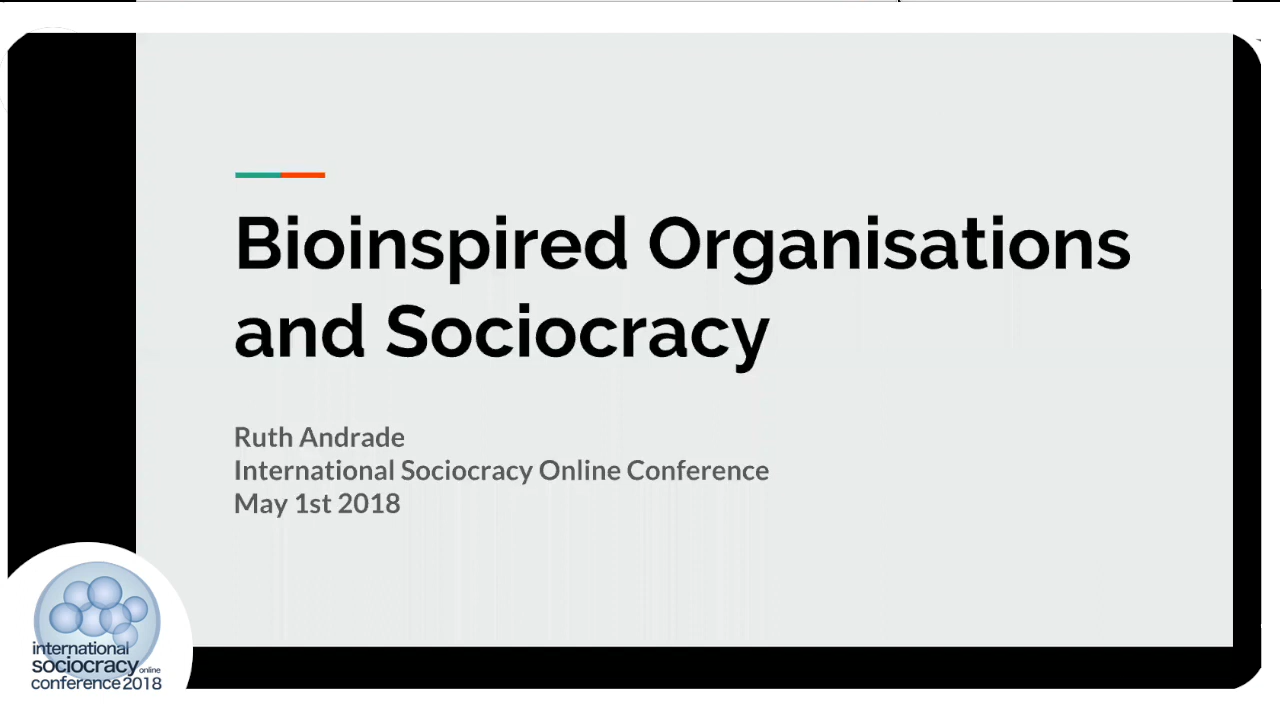 Bioinspired Organisations
and Sociocracy
Ruth Andrade
International Sociocracy Online Conference
May 1st 2018
international
sociocracy online
conference 2018